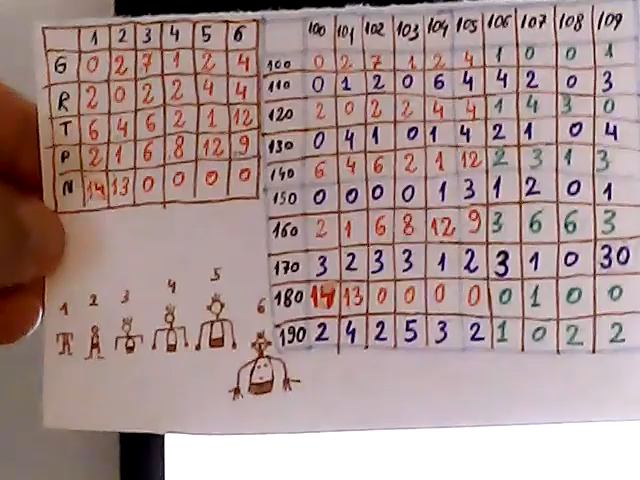 1 2 3 4 5 6
G 0 2 7 1 2 4
R 2 0 2 2 4 4
T 6 4 6 2 1 12
P 2 1 6 8 12 9
N 14 13 0 0 0 0
1 2 3 4 5 6
100 101 102 103 104 105 106 107 108 109
100 0 2 7 1 2 4 1 0 0 1
110 0 1 2 0 6 4 4 2 0 3
120 2 0 2 2 4 4 1 4 3 0
130 0 4 1 0 1 4 2 1 0 4
140 6 4 6 2 1 12 2 3 1 3
150 0 0 0 0 1 3 1 2 0 1
160 2 1 6 8 12 9 3 6 6 3
170 3 2 3 3 1 2 3 1 0 30
180 14 13 0 0 0 0 0 1 0 0
190 2 4 2 5 3 2 1 0 2 2